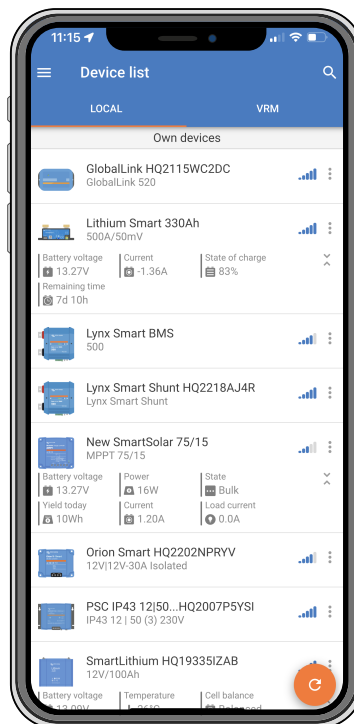 11:15
Device list
LOCAL VRM
Own devices
GlobalLink HQ2115WC2DC
GlobalLink 520
Lithium Smart 330Ah
500A/50mV
Battery voltage Current State of charge
13.27V -1.36A 83%
Remaining time
7d 10h
Lynx Smart BMS
500
Lynx Smart Shunt HQ2218AJ4R
Lynx Smart Shunt
New SmartSolar 75/15
MPPT 75/15
Battery voltage Power State
13.27V 16W Bulk
Yield today Current Load current
10Wh 1.20A 0.0A
Orion Smart HQ2202NPRYV
12V|12V-30A Isolated
PSC IP43 12|50...HQ2007P5YSI
IP43 12 | 50 (3) 230V
SmartLithium HQ19335IZAB
12V/100Ah
Battery voltage Temperature Cell balance
13.09V 26°C Balanced